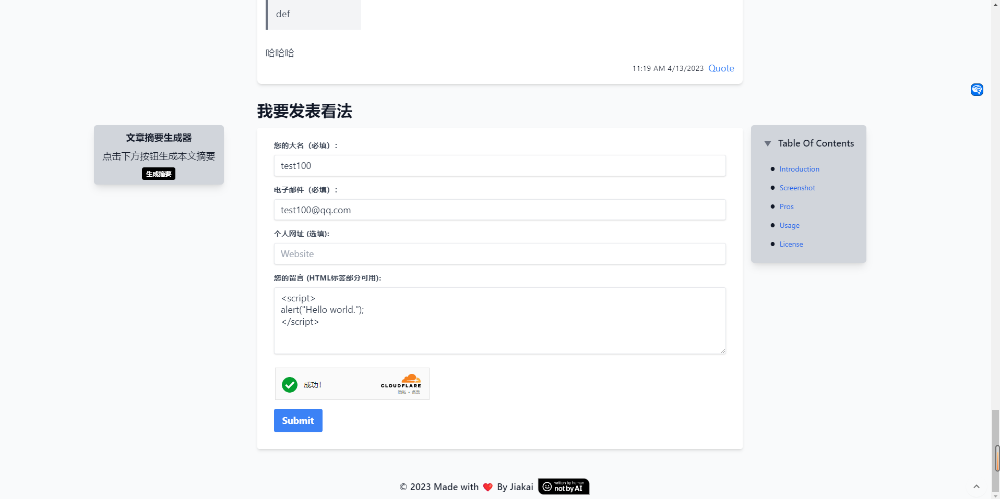 def
哈哈哈
11:19 AM 4/13/2023 Quote
我要发表看法
文章摘要生成器
点击下方按钮生成本文摘要
生成摘要
您的大名（必填）:
test100
电子邮件（必填）:
test100@qq.com
个人网址 (选填):
Website
您的留言 (HTML标签部分可用):
<script>
alert("Hello world.");
</script>
成功!
CLOUDFLARE
隐私 • 条款
Submit
Table Of Contents
Introduction
Screenshot
Pros
Usage
License
© 2023 Made with ❤️ By Jiakai
written by human
not by AI